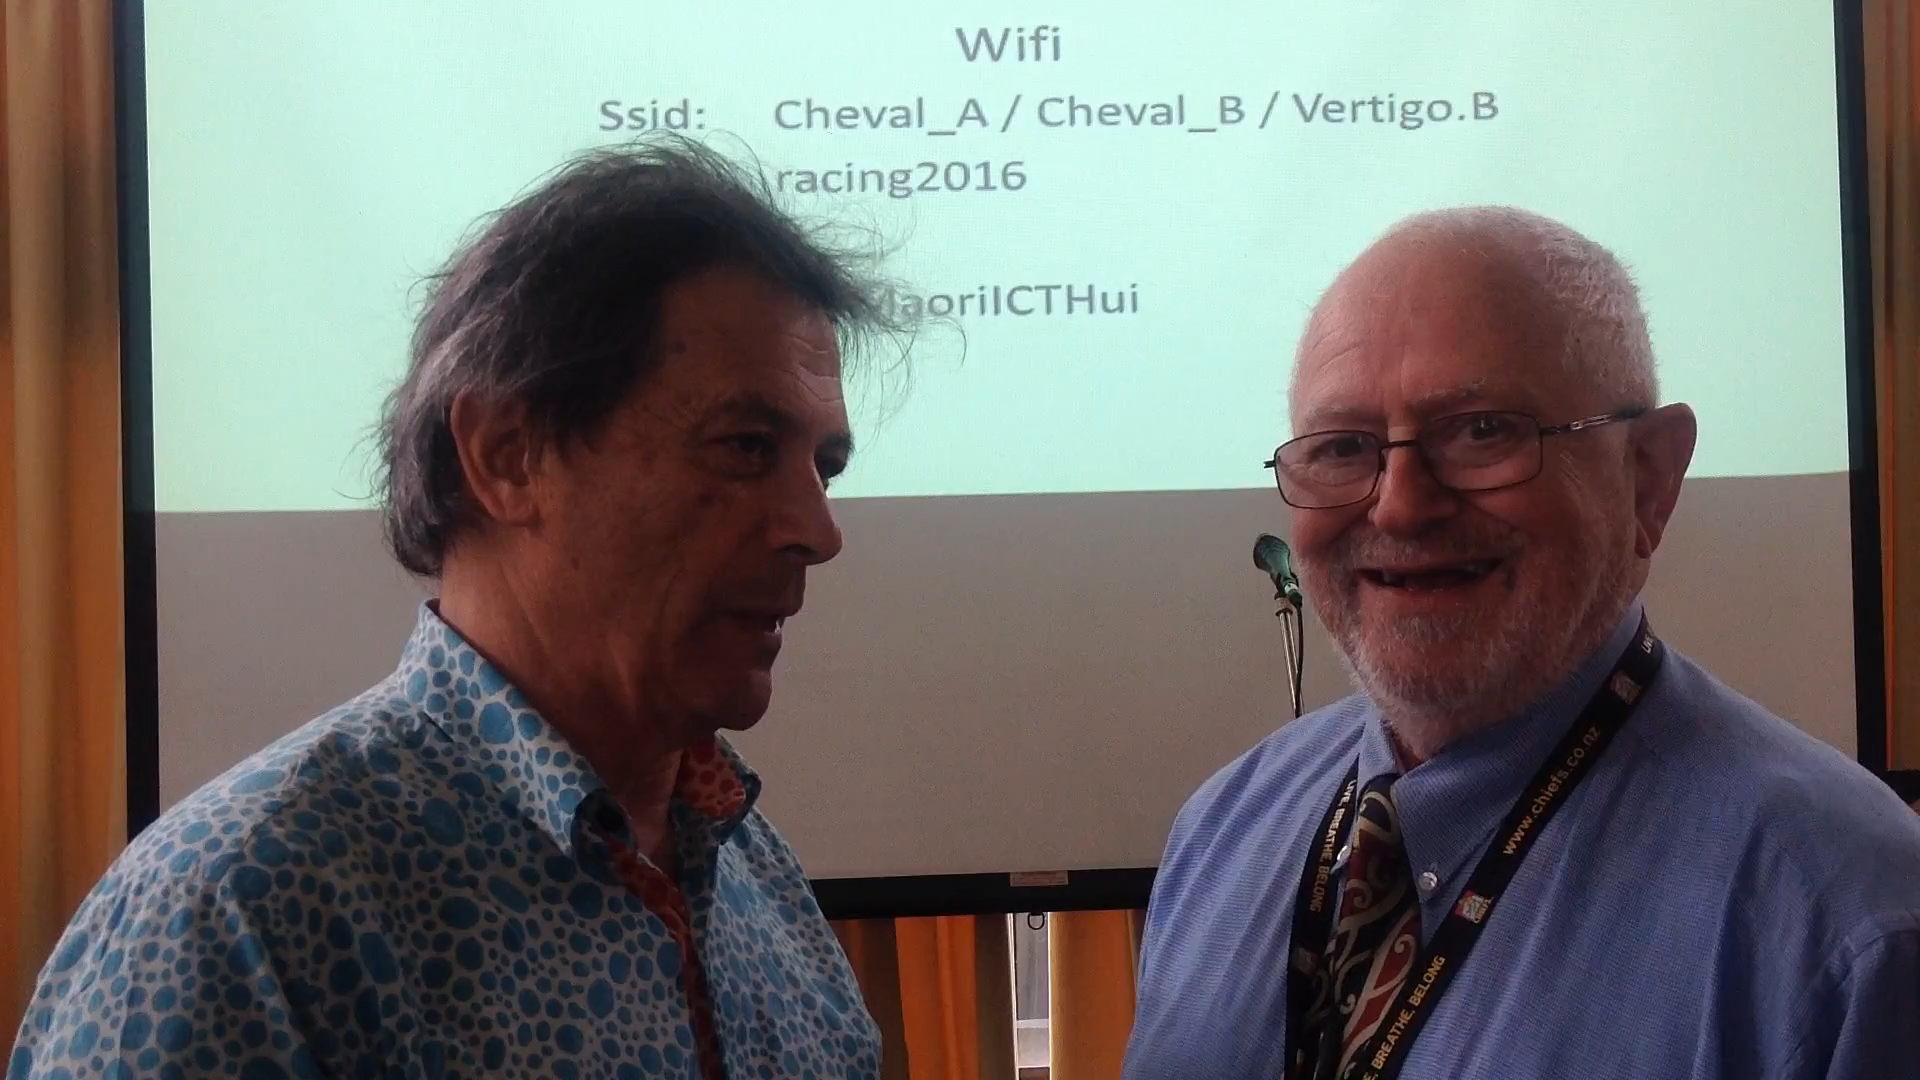 Wifi
Ssid: Cheval_A / Cheval_B / Vertigo.B
racing2016
MaoriICTHui
LIVE, BREATHE, BELONG
www.chiefs.co.nz
BREATHE, BELONG